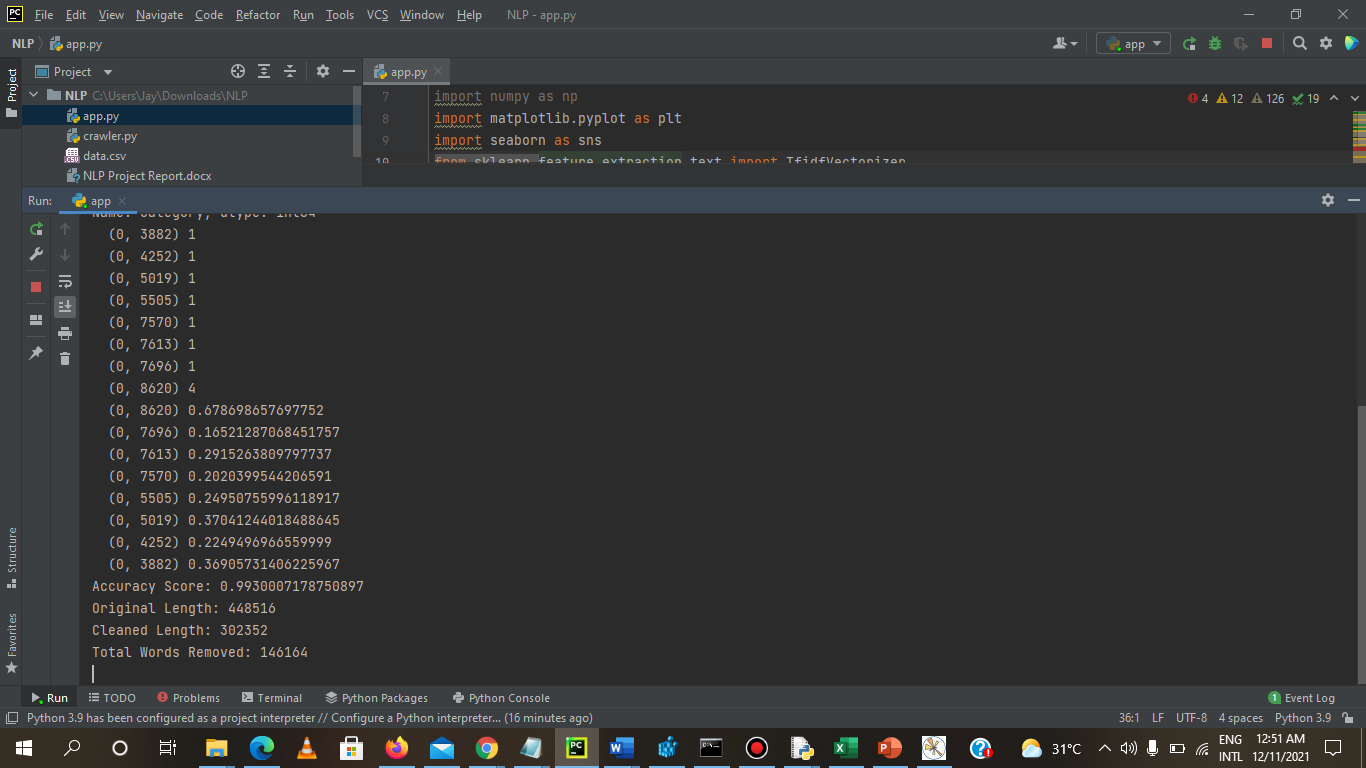 PC File Edit View Navigate Code Refactor Run Tools VCS Window Help NLP - app.py
NLP app.py app
Project Project app.py
NLP C:\Users\Jay\Downloads\NLP
app.py
crawler.py
data.csv
NLP Project Report.docx
7 import numpy as np 4 12 126 19
8 import matplotlib.pyplot as plt
9 import seaborn as sns
10 from sklearn.feature_extraction.text import TfidfVectorizer
Run: app
Name: Category, dtype: int64
(0, 3882) 1
(0, 4252) 1
(0, 5019) 1
(0, 5505) 1
(0, 7570) 1
(0, 7613) 1
(0, 7696) 1
(0, 8620) 4
(0, 8620) 0.678698657697752
(0, 7696) 0.16521287068451757
(0, 7613) 0.2915263809797737
(0, 7570) 0.2020399544206591
(0, 5505) 0.24950755996118917
(0, 5019) 0.37041244018488645
(0, 4252) 0.2249496966559999
(0, 3882) 0.36905731406225967
Accuracy Score: 0.9930007178750897
Original Length: 448516
Cleaned Length: 302352
Total Words Removed: 146164
Structure
Favorites
Run TODO Problems Terminal Python Packages Python Console 1 Event Log
Python 3.9 has been configured as a project interpreter // Configure a Python interpreter... (16 minutes ago) 36:1 LF UTF-8 4 spaces Python 3.9
PC 31°C ENG 12:51 AM
INTL 12/11/2021